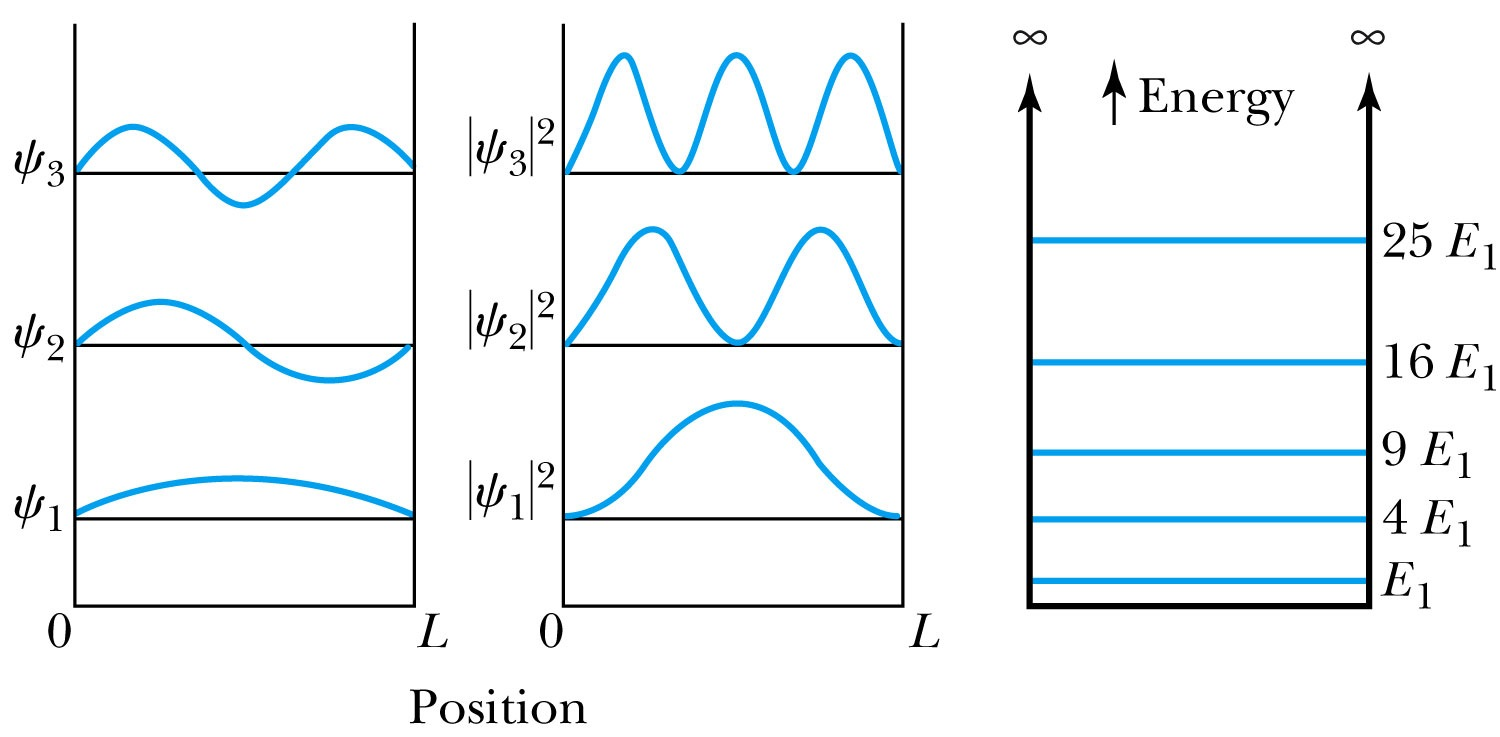 ψ₃
ψ₂
ψ₁
0
L
|ψ₃|²
|ψ₂|²
|ψ₁|²
0
L
Position
∞ ∞
Energy
25 E₁
16 E₁
9 E₁
4 E₁
E₁